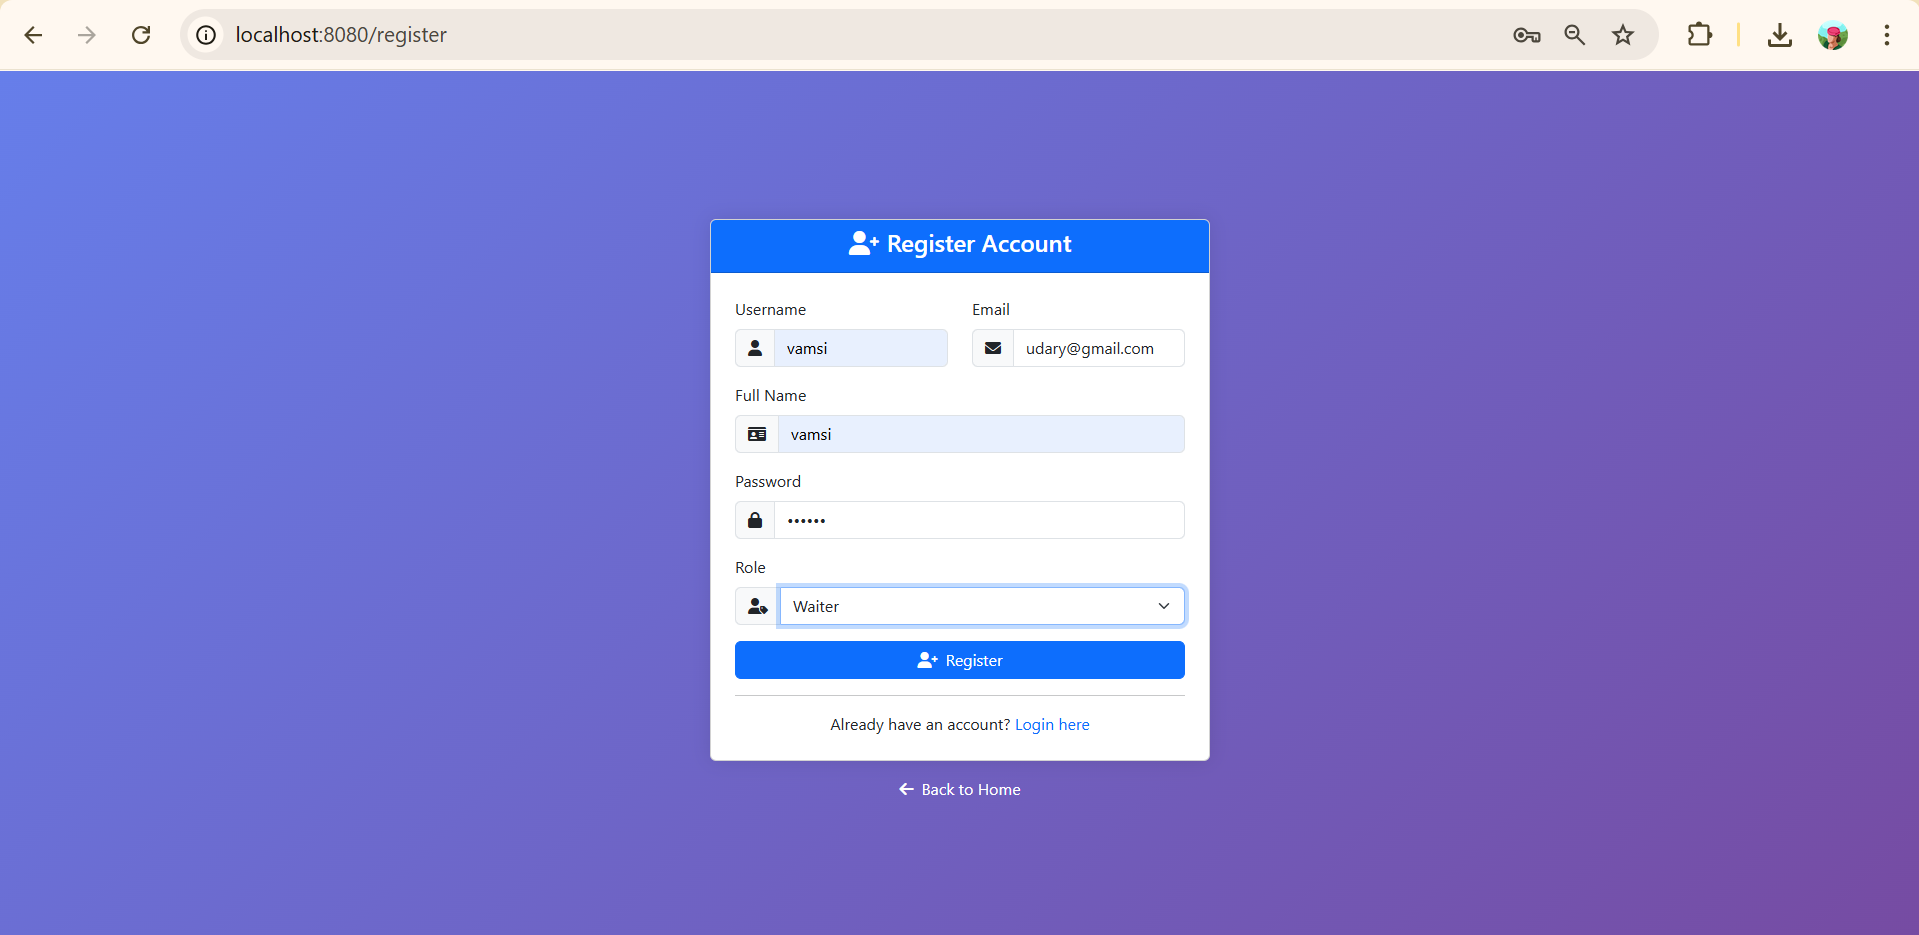 localhost:8080/register
Register Account
Username
Email
vamsi
udary@gmail.com
Full Name
vamsi
Password
••••••
Role
Waiter
Register
Already have an account? Login here
Back to Home